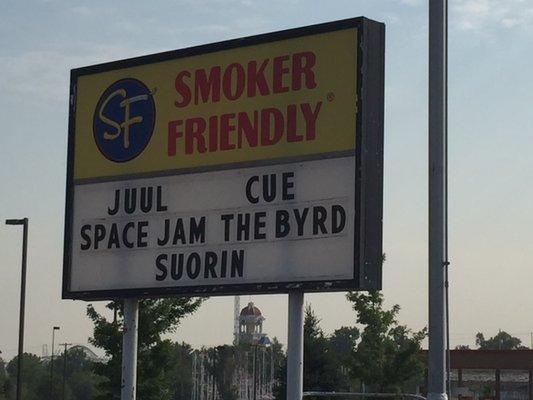 SF
SMOKER
FRIENDLY®
JUUL CUE
SPACE JAM THE BYRD
SUORIN